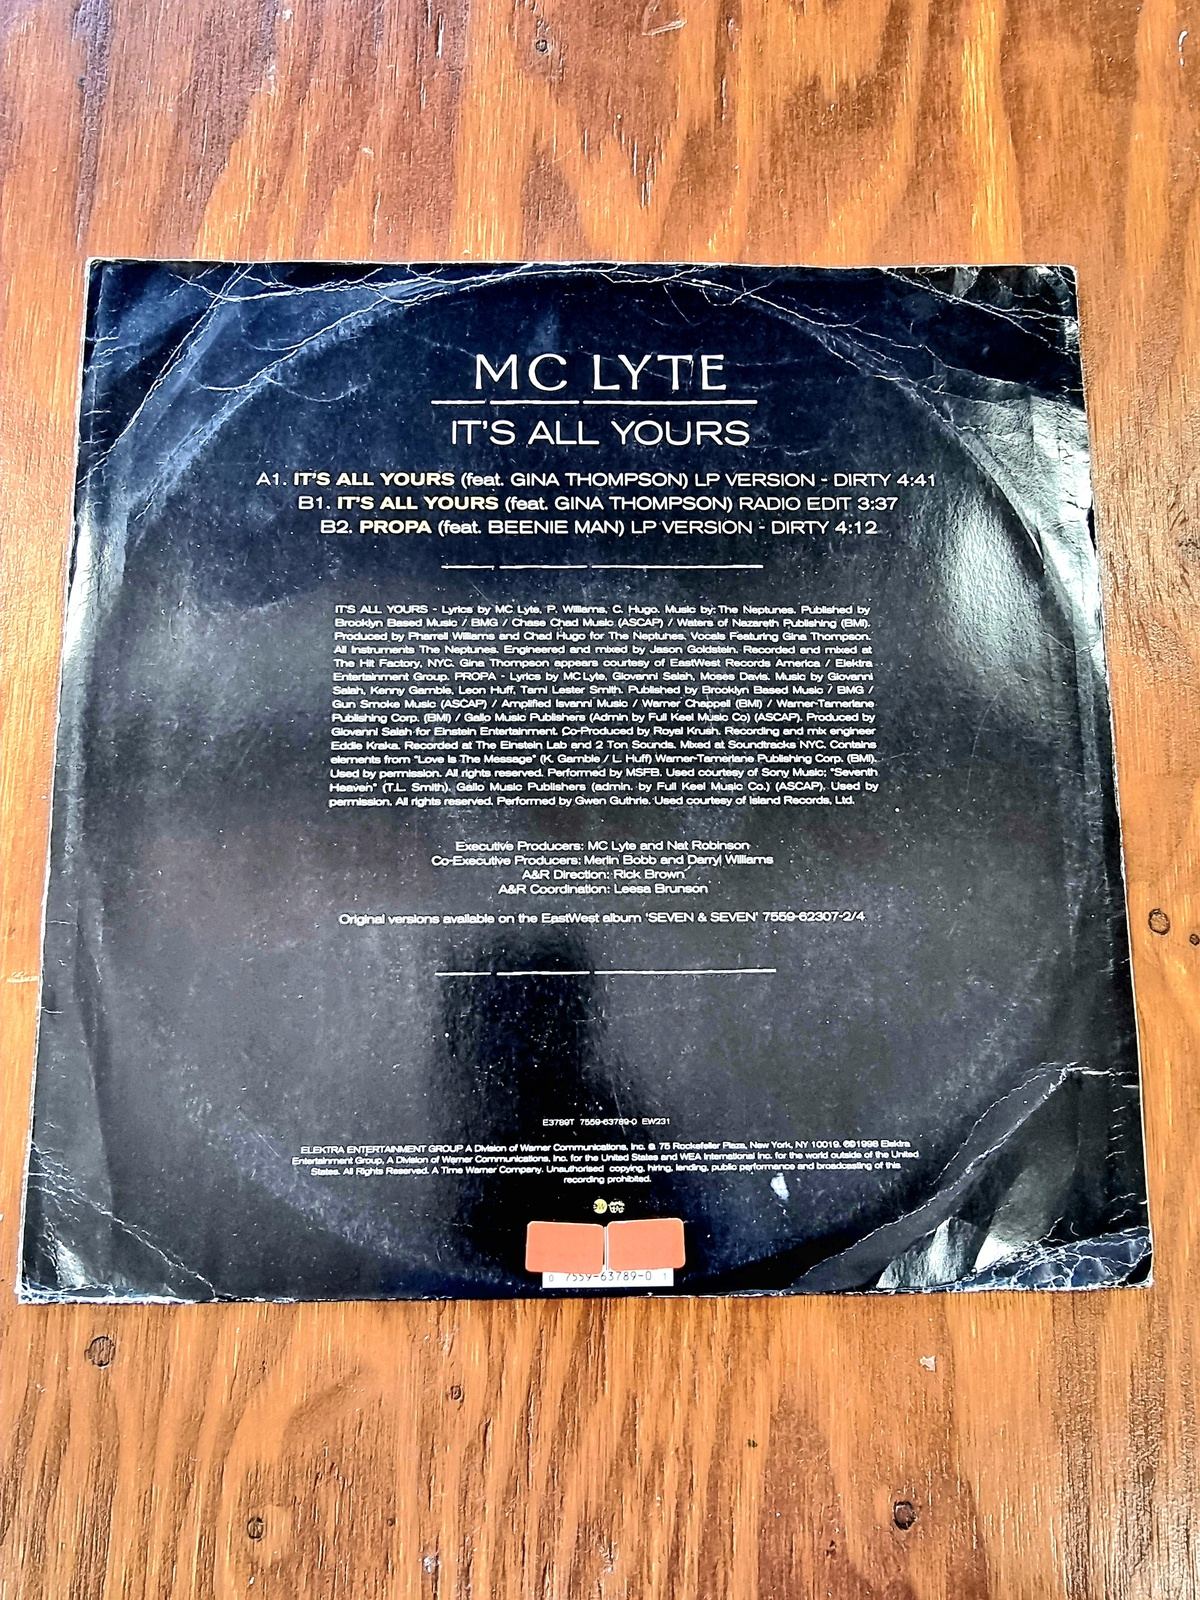 MC LYTE
IT'S ALL YOURS
A1. IT'S ALL YOURS (feat. GINA THOMPSON) LP VERSION - DIRTY 4:41
B1. IT'S ALL YOURS (feat. GINA THOMPSON) RADIO EDIT 3:37
B2. PROPA (feat. BEENIE MAN) LP VERSION - DIRTY 4:12
IT'S ALL YOURS - Lyrics by MC Lyte, P. Williams, C. Hugo. Music by: The Neptunes. Published by
Brooklyn Based Music / BMG / Chase Chad Music (ASCAP) / Waters of Nazareth Publishing (BMI).
Produced by Pharrell Williams and Chad Hugo for The Neptunes. Vocals Featuring Gina Thompson.
All Instruments The Neptunes. Engineered and mixed by Jason Goldstein. Recorded and mixed at
The Hit Factory, NYC. Gina Thompson appears courtesy of EastWest Records America / Elektra
Entertainment Group. PROPA - Lyrics by MC Lyte, Giovanni Salah, Moses Davis. Music by Giovanni
Salah, Kenny Gamble, Leon Huff, Tami Lester Smith. Published by Brooklyn Based Music / BMG /
Gun Smoke Music (ASCAP) / Amplified Isvanni Music / Warner Chappell (BMI) / Warner-Tamerlane
Publishing Corp. (BMI) / Gallo Music Publishers (Admin by Full Keel Music Co) (ASCAP). Produced by
Giovanni Salah for Einstein Entertainment. Co-Produced by Royal Krush. Recording and mix engineer
Eddie Kraka. Recorded at The Einstein Lab and 2 Ton Sounds. Mixed at Soundtracks NYC. Contains
elements from "Love Is The Message" (K. Gamble / L. Huff) Warner-Tamerlane Publishing Corp. (BMI).
Used by permission. All rights reserved. Performed by MSFB. Used courtesy of Sony Music; "Seventh
Heaven" (T.L. Smith). Gallo Music Publishers (admin. by Full Keel Music Co.) (ASCAP). Used by
permission. All rights reserved. Performed by Gwen Guthrie. Used courtesy of Island Records, Ltd.
Executive Producers: MC Lyte and Nat Robinson
Co-Executive Producers: Merlin Bobb and Darryl Williams
A&R Direction: Rick Brown
A&R Coordination: Leesa Brunson
Original versions available on the EastWest album 'SEVEN & SEVEN' 7559-62307-2/4
E3789T 7559-63789-0 EW231
ELEKTRA ENTERTAINMENT GROUP A Division of Warner Communications, Inc. 75 Rockefeller Plaza, New York, NY 10019. ℗©1998 Elektra
Entertainment Group, A Division of Warner Communications, Inc. for the United States and WEA International Inc. for the world outside of the United
States. All Rights Reserved. A Time Warner Company. Unauthorised copying, hiring, lending, public performance and broadcasting of this
recording prohibited.
0 7559-63789-0 1